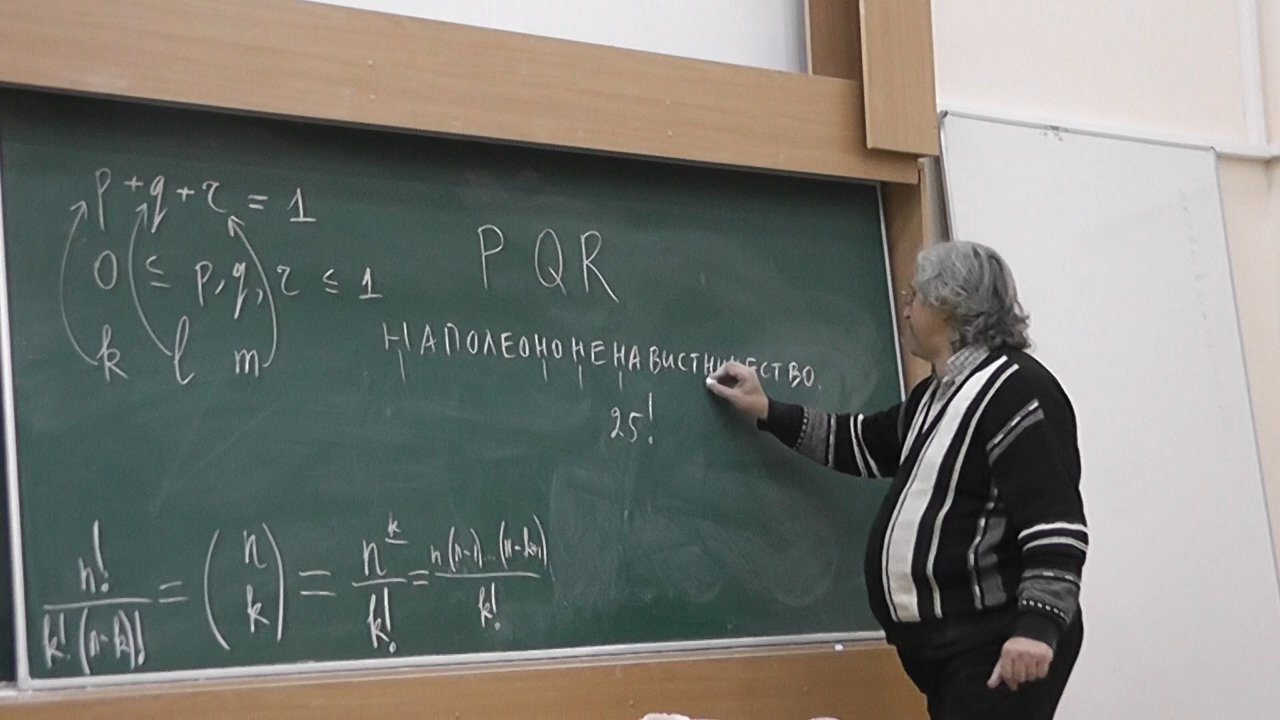 p + q + r = 1
0 ≤ p, q, r ≤ 1
k l m
P Q R
НАПОЛЕОНОНЕНАВИСТНИЧЕСТВО.
25!
n! / k! (n-k)! = (n k) = n^k / k! = n(n-1)...(n-k+1) / k!